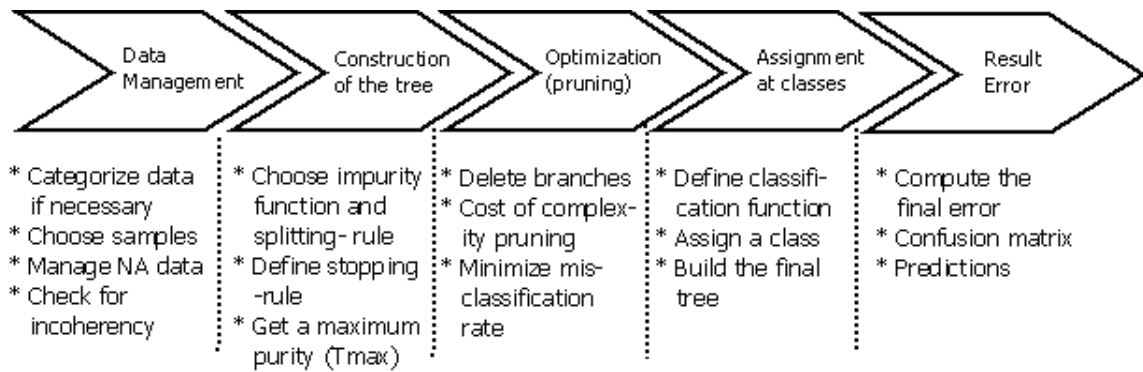 Data
Management
Construction
of the tree
Optimization
(pruning)
Assignment
at classes
Result
Error
* Categorize data
if necessary
* Choose samples
* Manage NA data
* Check for
incoherency
* Choose impurity
function and
splitting- rule
* Define stopping
-rule
* Get a maximum
purity (Tmax)
* Delete branches
* Cost of complex-
ity pruning
* Minimize mis-
classification
rate
* Define classifi-
cation function
* Assign a class
* Build the final
tree
* Compute the
final error
* Confusion matrix
* Predictions